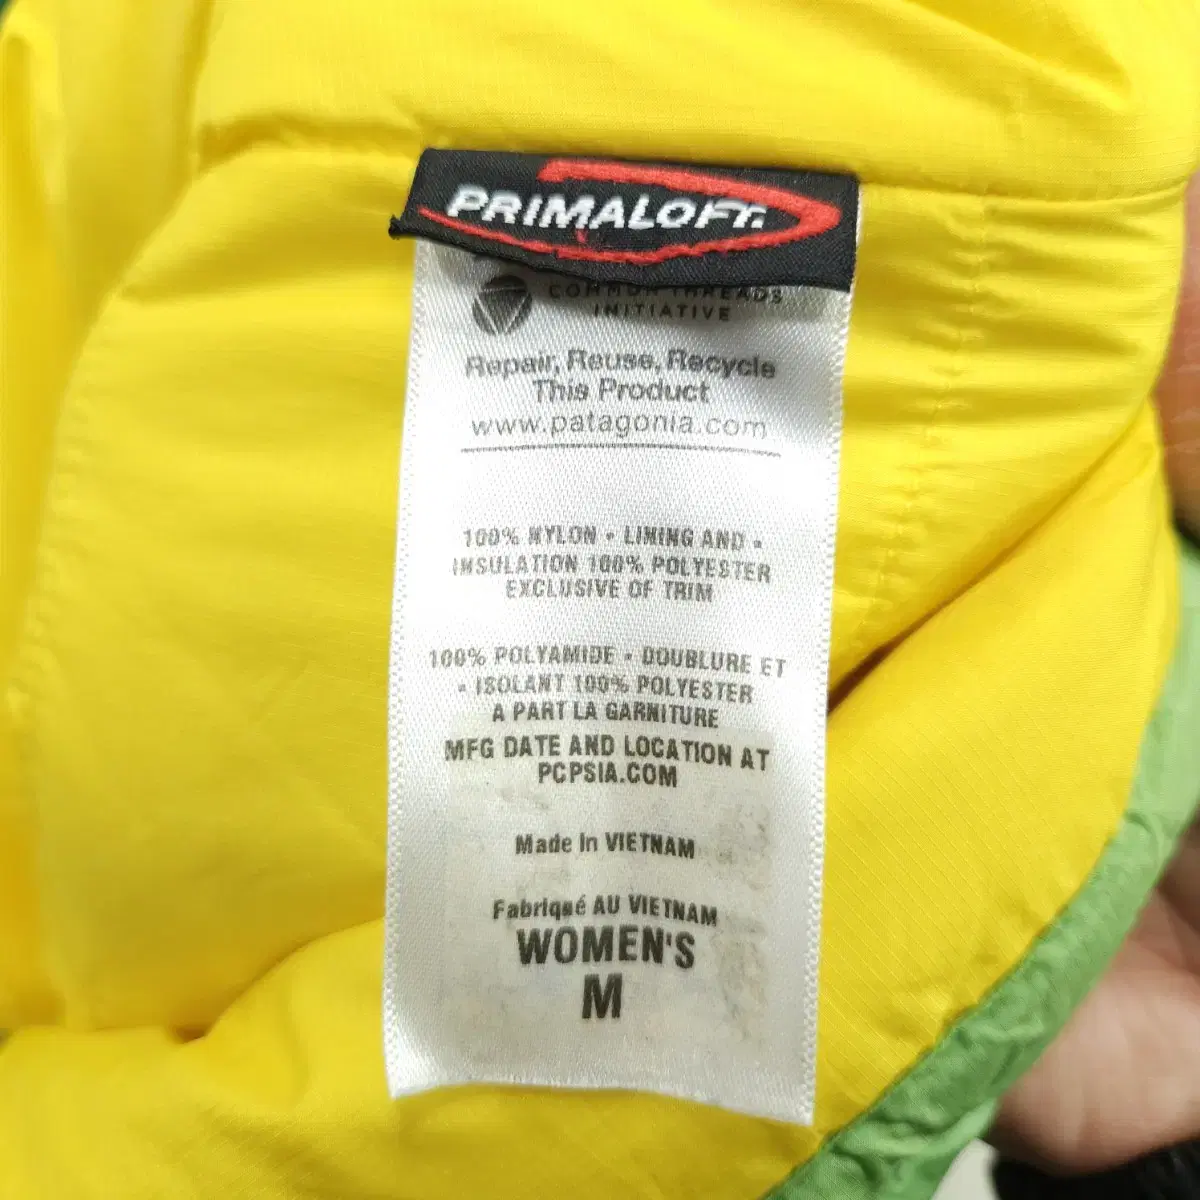 PRIMALOFT.
COMMON THREADS
INITIATIVE
Repair, Reuse, Recycle
This Product
www.patagonia.com
100% NYLON • LINING AND •
INSULATION 100% POLYESTER
EXCLUSIVE OF TRIM
100% POLYAMIDE • DOUBLURE ET
• ISOLANT 100% POLYESTER
A PART LA GARNITURE
MFG DATE AND LOCATION AT
PCPSIA.COM
Made in VIETNAM
Fabriqué AU VIETNAM
WOMEN'S
M